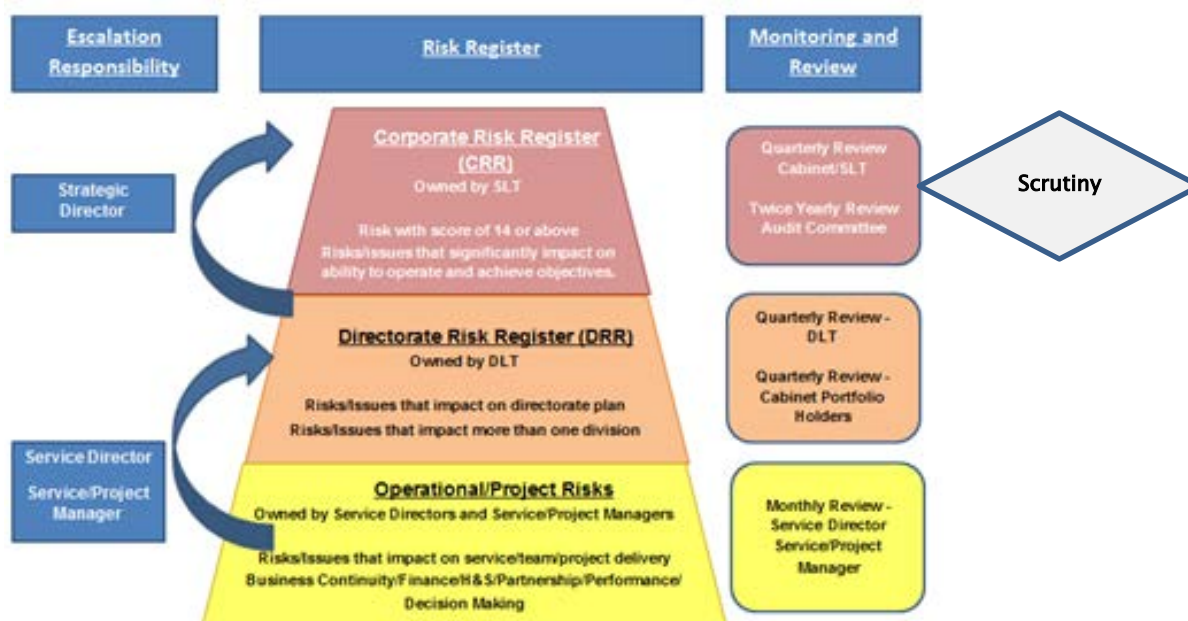 Escalation
Responsibility
Risk Register
Monitoring and
Review
Strategic
Director
Corporate Risk Register
(CRR)
Owned by SLT
Risk with score of 14 or above
Risks/Issues that significantly impact on
ability to operate and achieve objectives.
Quarterly Review
Cabinet/SLT
Twice Yearly Review
Audit Committee
Scrutiny
Directorate Risk Register (DRR)
Owned by DLT
Risks/Issues that impact on directorate plan
Risks/Issues that impact more than one division
Quarterly Review -
DLT
Quarterly Review -
Cabinet Portfolio
Holders
Service Director
Service/Project
Manager
Operational/Project Risks
Owned by Service Directors and Service/Project Managers
Risks/Issues that impact on service/team/project delivery
Business Continuity/Finance/H&S/Partnership/Performance/
Decision Making
Monthly Review -
Service Director
Service/Project
Manager